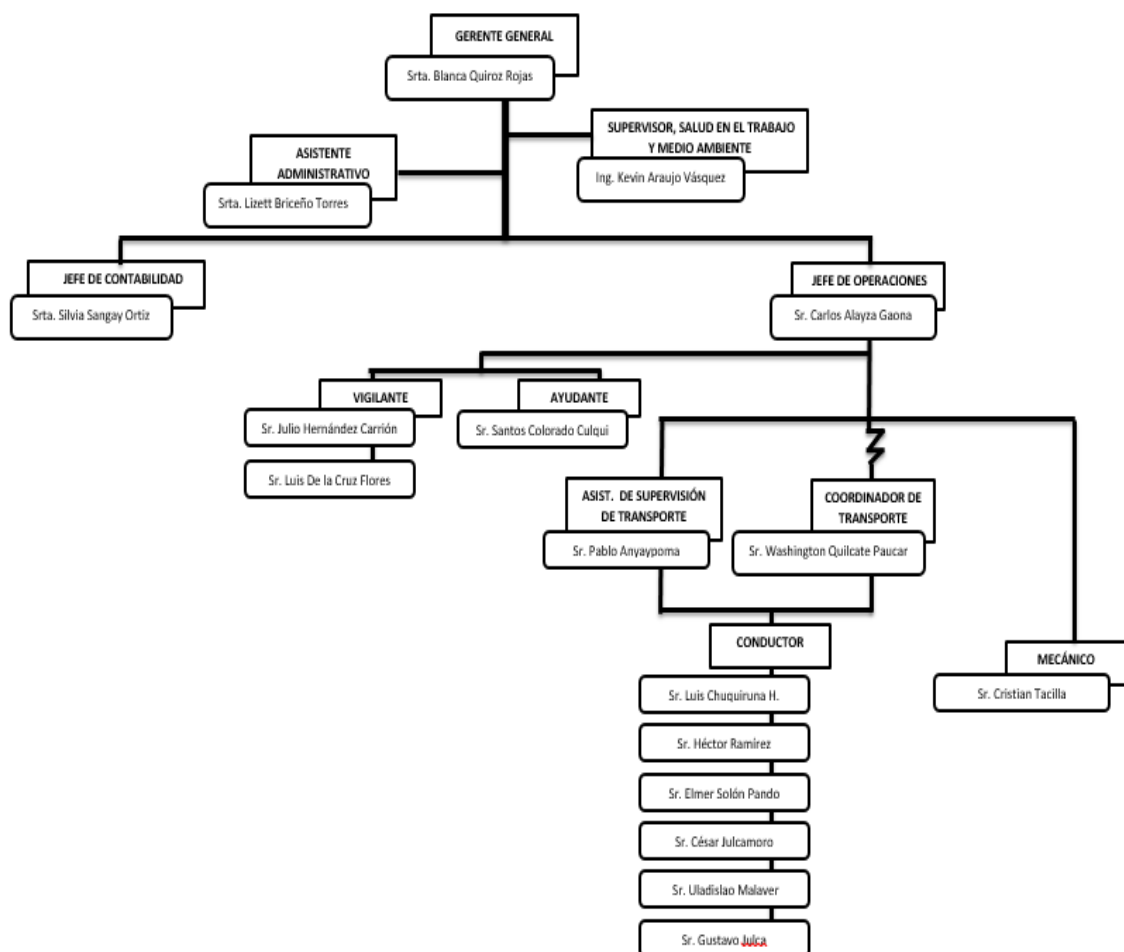 GERENTE GENERAL
Srta. Blanca Quiroz Rojas
SUPERVISOR, SALUD EN EL TRABAJO
Y MEDIO AMBIENTE
Ing. Kevin Araujo Vásquez
ASISTENTE
ADMINISTRATIVO
Srta. Lizett Briceño Torres
JEFE DE CONTABILIDAD
Srta. Silvia Sangay Ortiz
JEFE DE OPERACIONES
Sr. Carlos Alayza Gaona
VIGILANTE
Sr. Julio Hernández Carrión
Sr. Luis De la Cruz Flores
AYUDANTE
Sr. Santos Colorado Culqui
ASIST. DE SUPERVISIÓN
DE TRANSPORTE
Sr. Pablo Anyaypoma
COORDINADOR DE
TRANSPORTE
Sr. Washington Quilcate Paucar
CONDUCTOR
Sr. Luis Chuquiruna H.
Sr. Héctor Ramírez
Sr. Elmer Solón Pando
Sr. César Julcamoro
Sr. Uladislao Malaver
Sr. Gustavo Julca
MECÁNICO
Sr. Cristian Tacilla